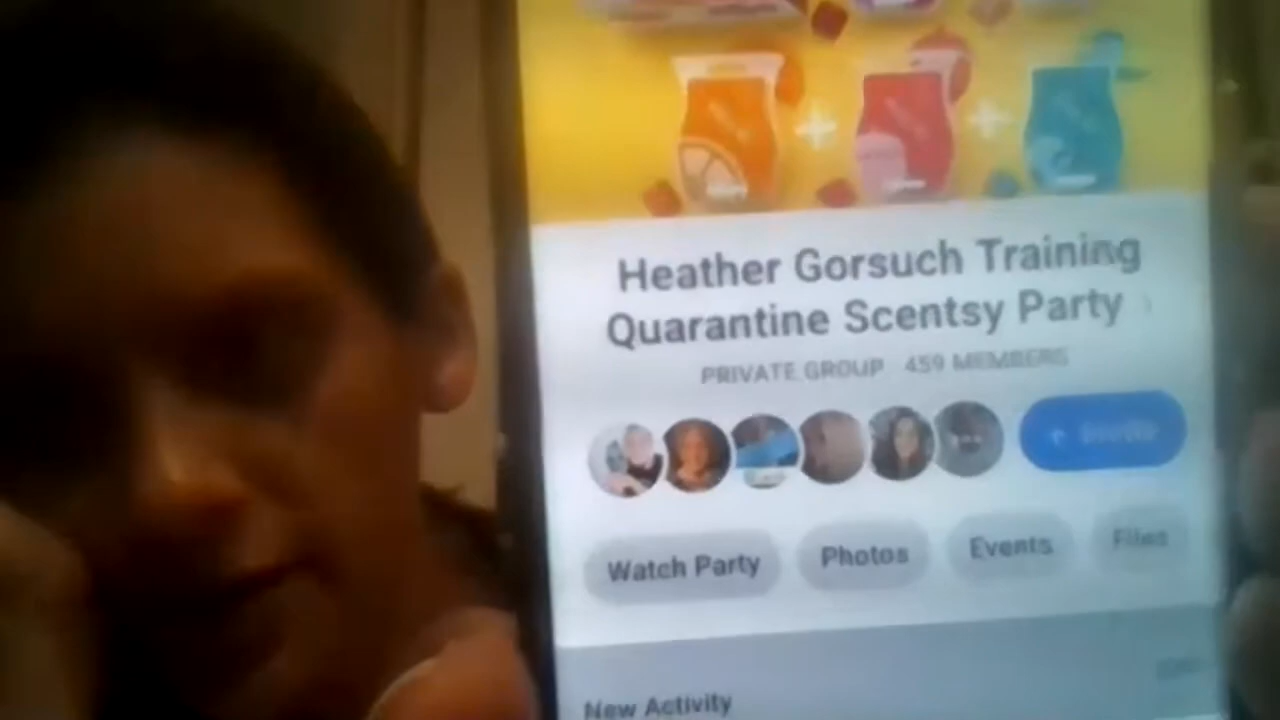 Heather Gorsuch Training
Quarantine Scentsy Party
PRIVATE GROUP 459 MEMBERS
Watch Party
Photos
Events
Files
New Activity